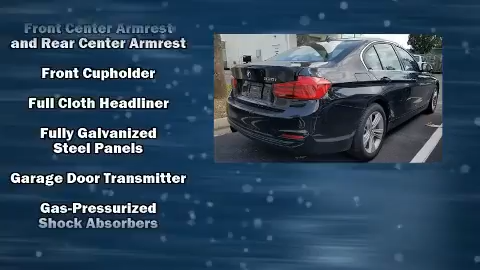 Front Center Armrest
and Rear Center Armrest
Front Cupholder
Full Cloth Headliner
Fully Galvanized
Steel Panels
Garage Door Transmitter
Gas-Pressurized
Shock Absorbers